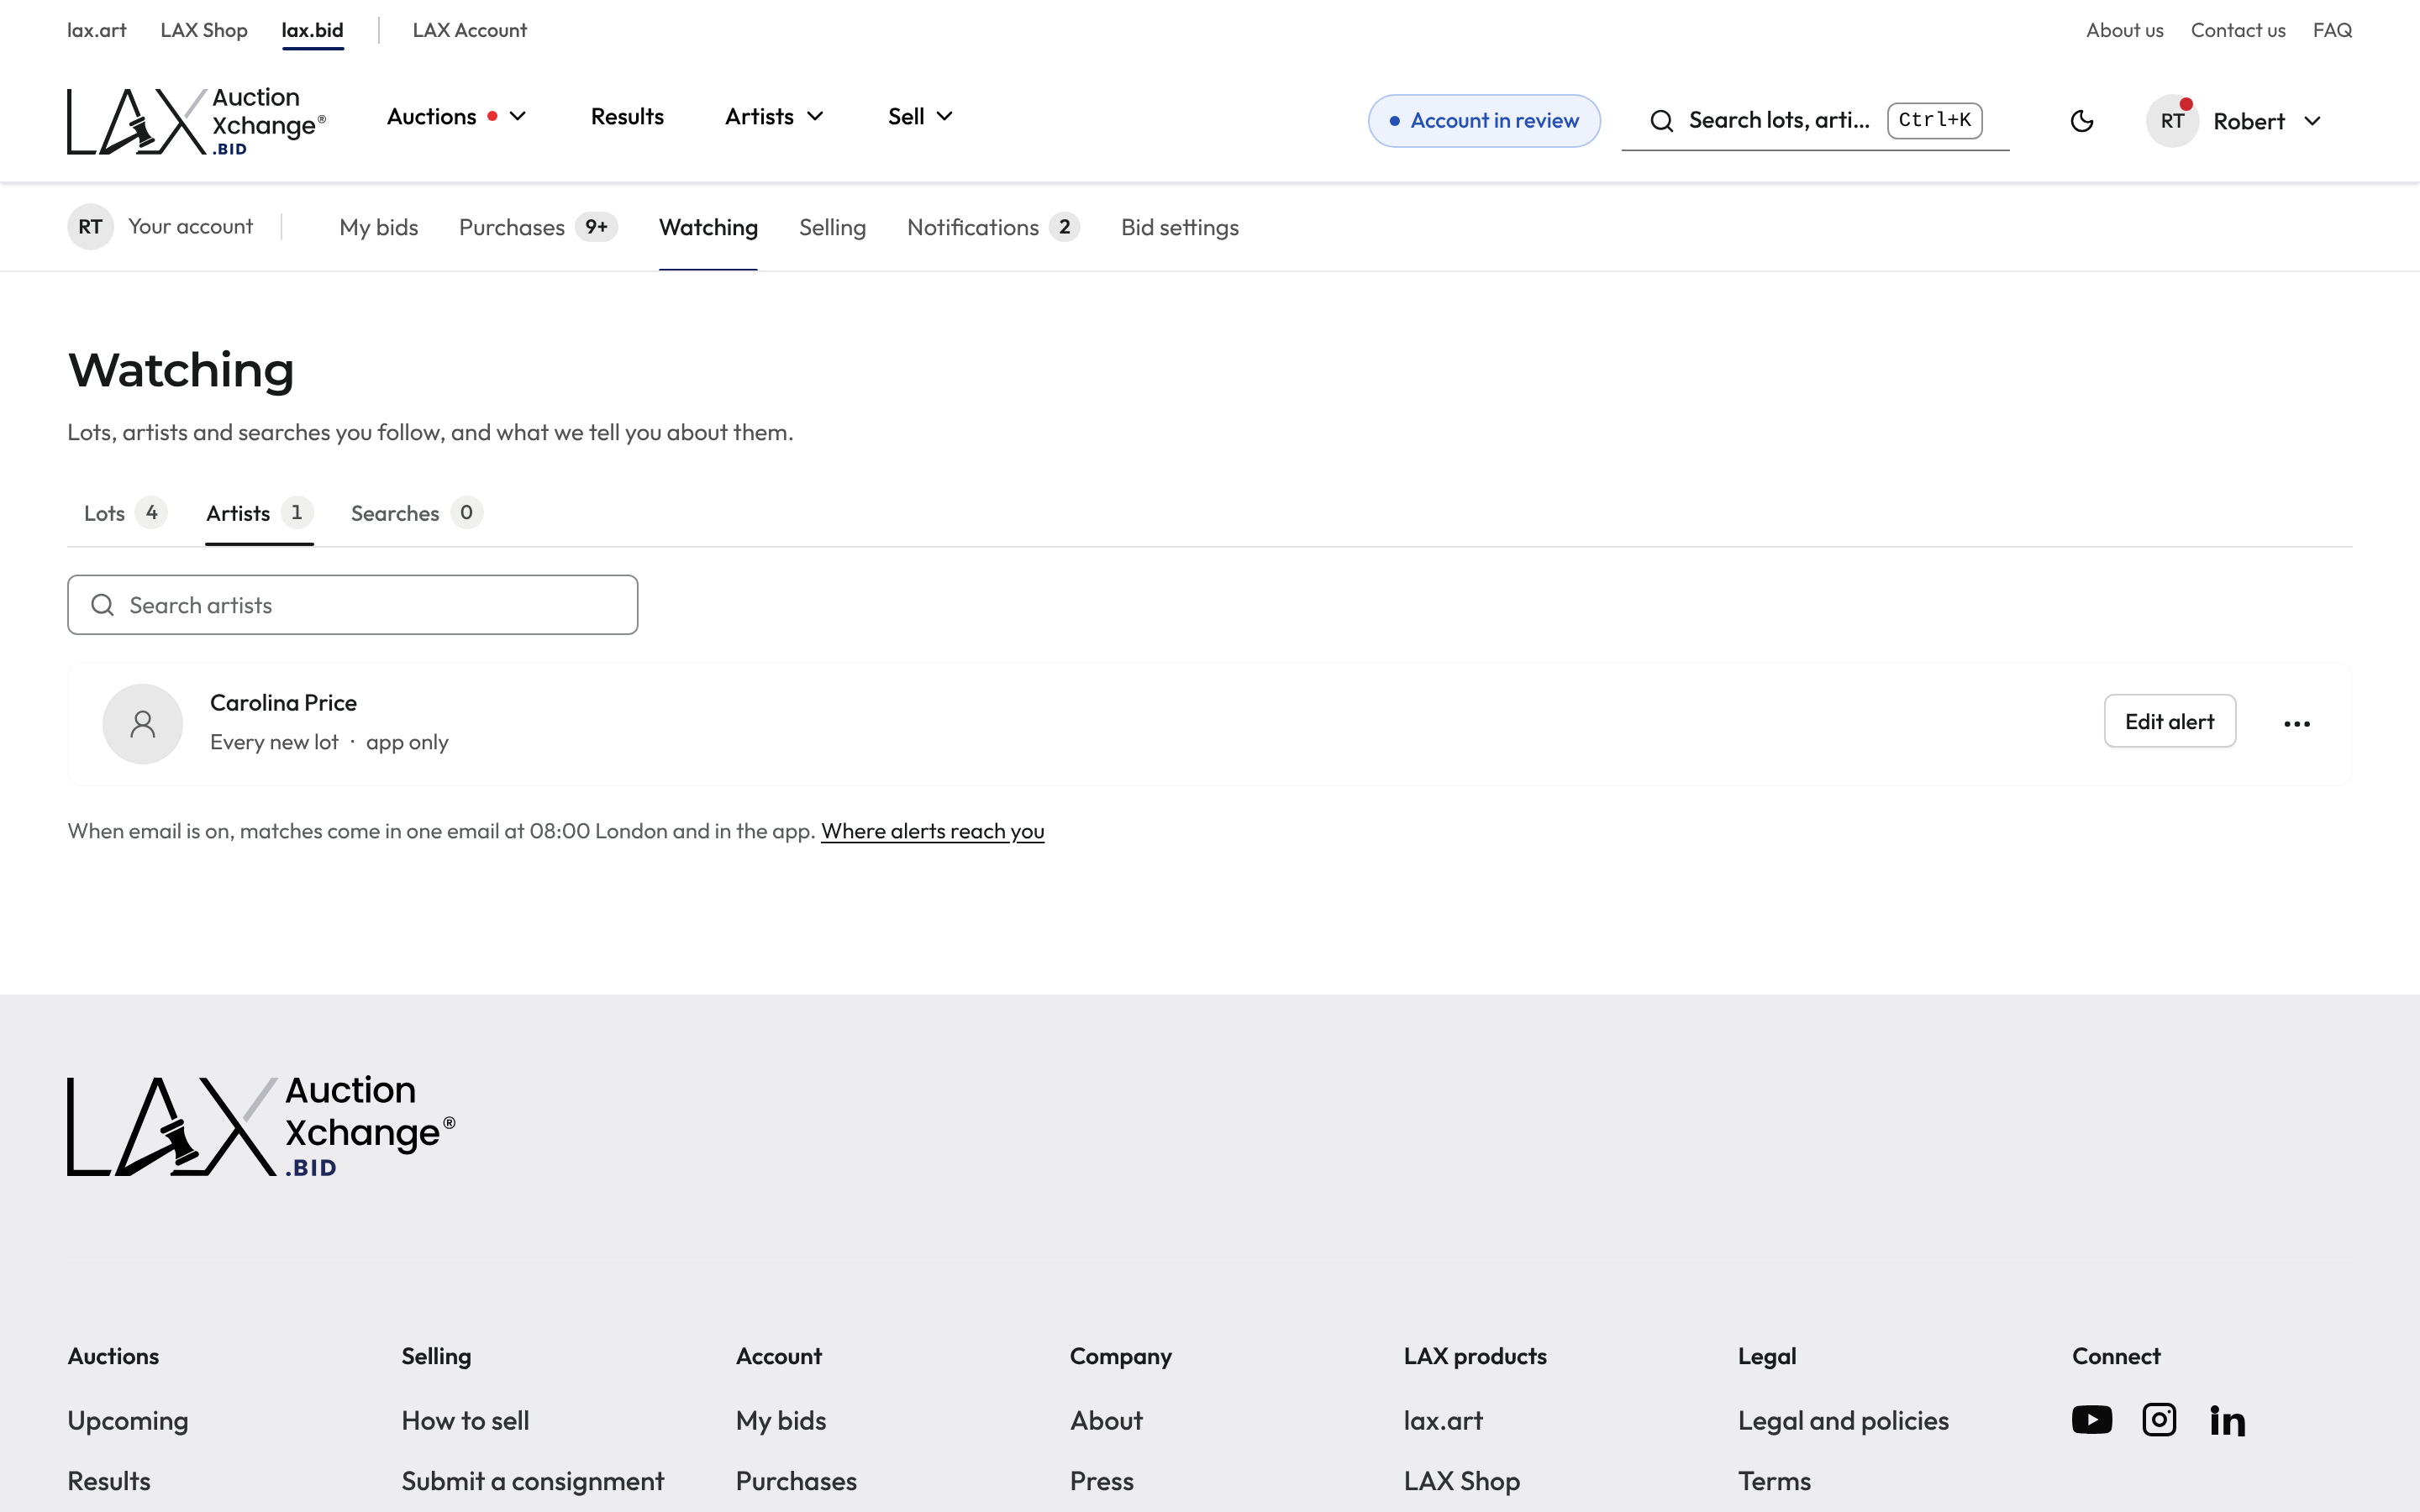 lax.art LAX Shop lax.bid LAX Account About us Contact us FAQ
LAX Auction Xchange® .BID
Auctions Results Artists Sell Account in review Search lots, arti... Ctrl+K RT Robert
RT Your account My bids Purchases 9+ Watching Selling Notifications 2 Bid settings
Watching
Lots, artists and searches you follow, and what we tell you about them.
Lots 4 Artists 1 Searches 0
Search artists
Carolina Price
Every new lot · app only
Edit alert
When email is on, matches come in one email at 08:00 London and in the app. Where alerts reach you
LAX Auction
Xchange®
.BID
Auctions Selling Account Company LAX products Legal Connect
Upcoming How to sell My bids About lax.art Legal and policies
Results Submit a consignment Purchases Press LAX Shop Terms